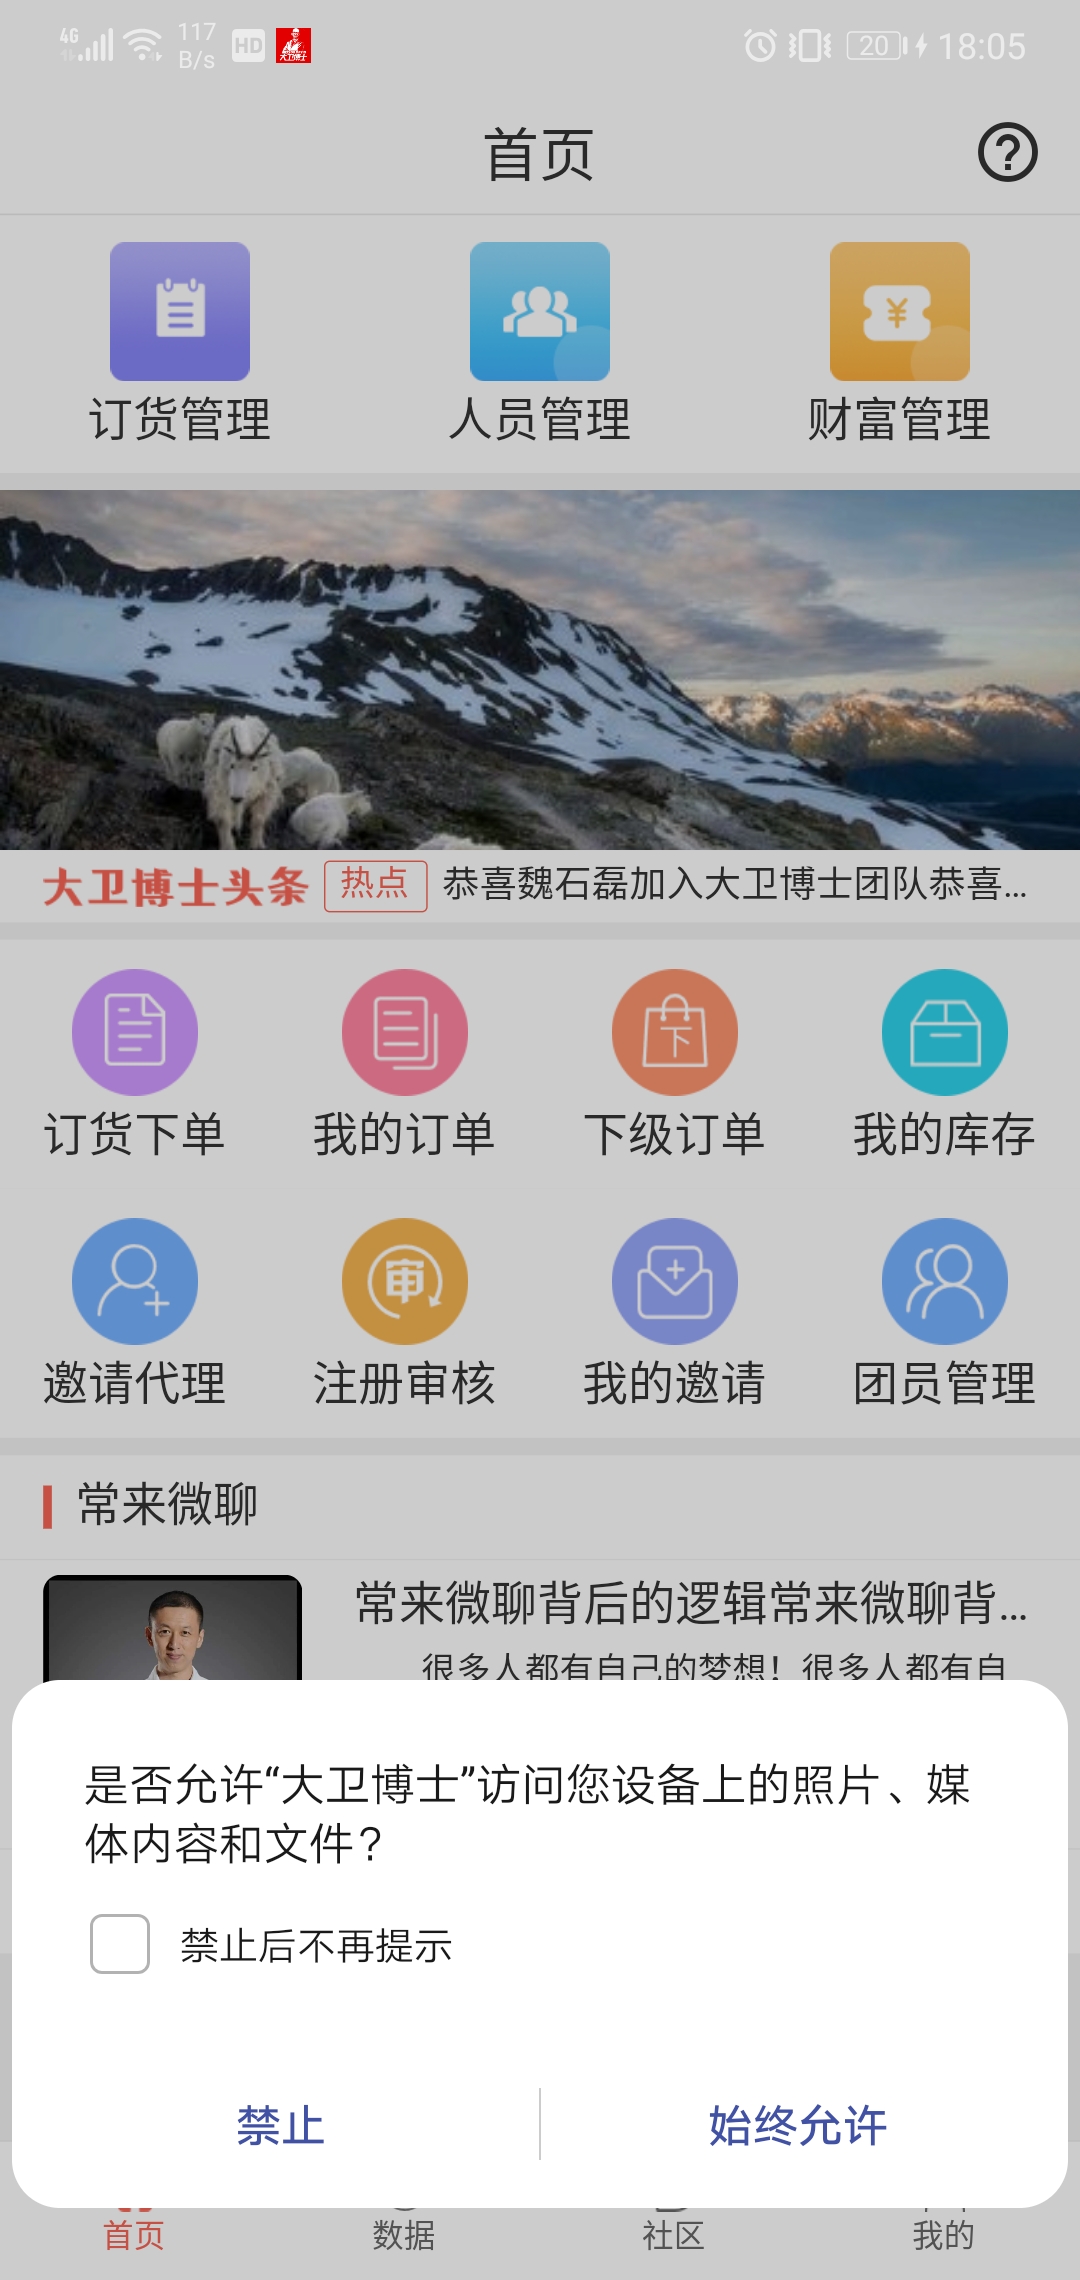 4G 117 B/s HD 20 18:05
首页
订货管理 人员管理 财富管理
大卫博士头条 热点 恭喜魏石磊加入大卫博士团队恭喜...
下
订货下单 我的订单 下级订单 我的库存
审
邀请代理 注册审核 我的邀请 团员管理
常来微聊
常来微聊背后的逻辑常来微聊背...
很多人都有自己的梦想！很多人都有自
是否允许“大卫博士”访问您设备上的照片、媒
体内容和文件？
禁止后不再提示
禁止 始终允许
首页 数据 社区 我的